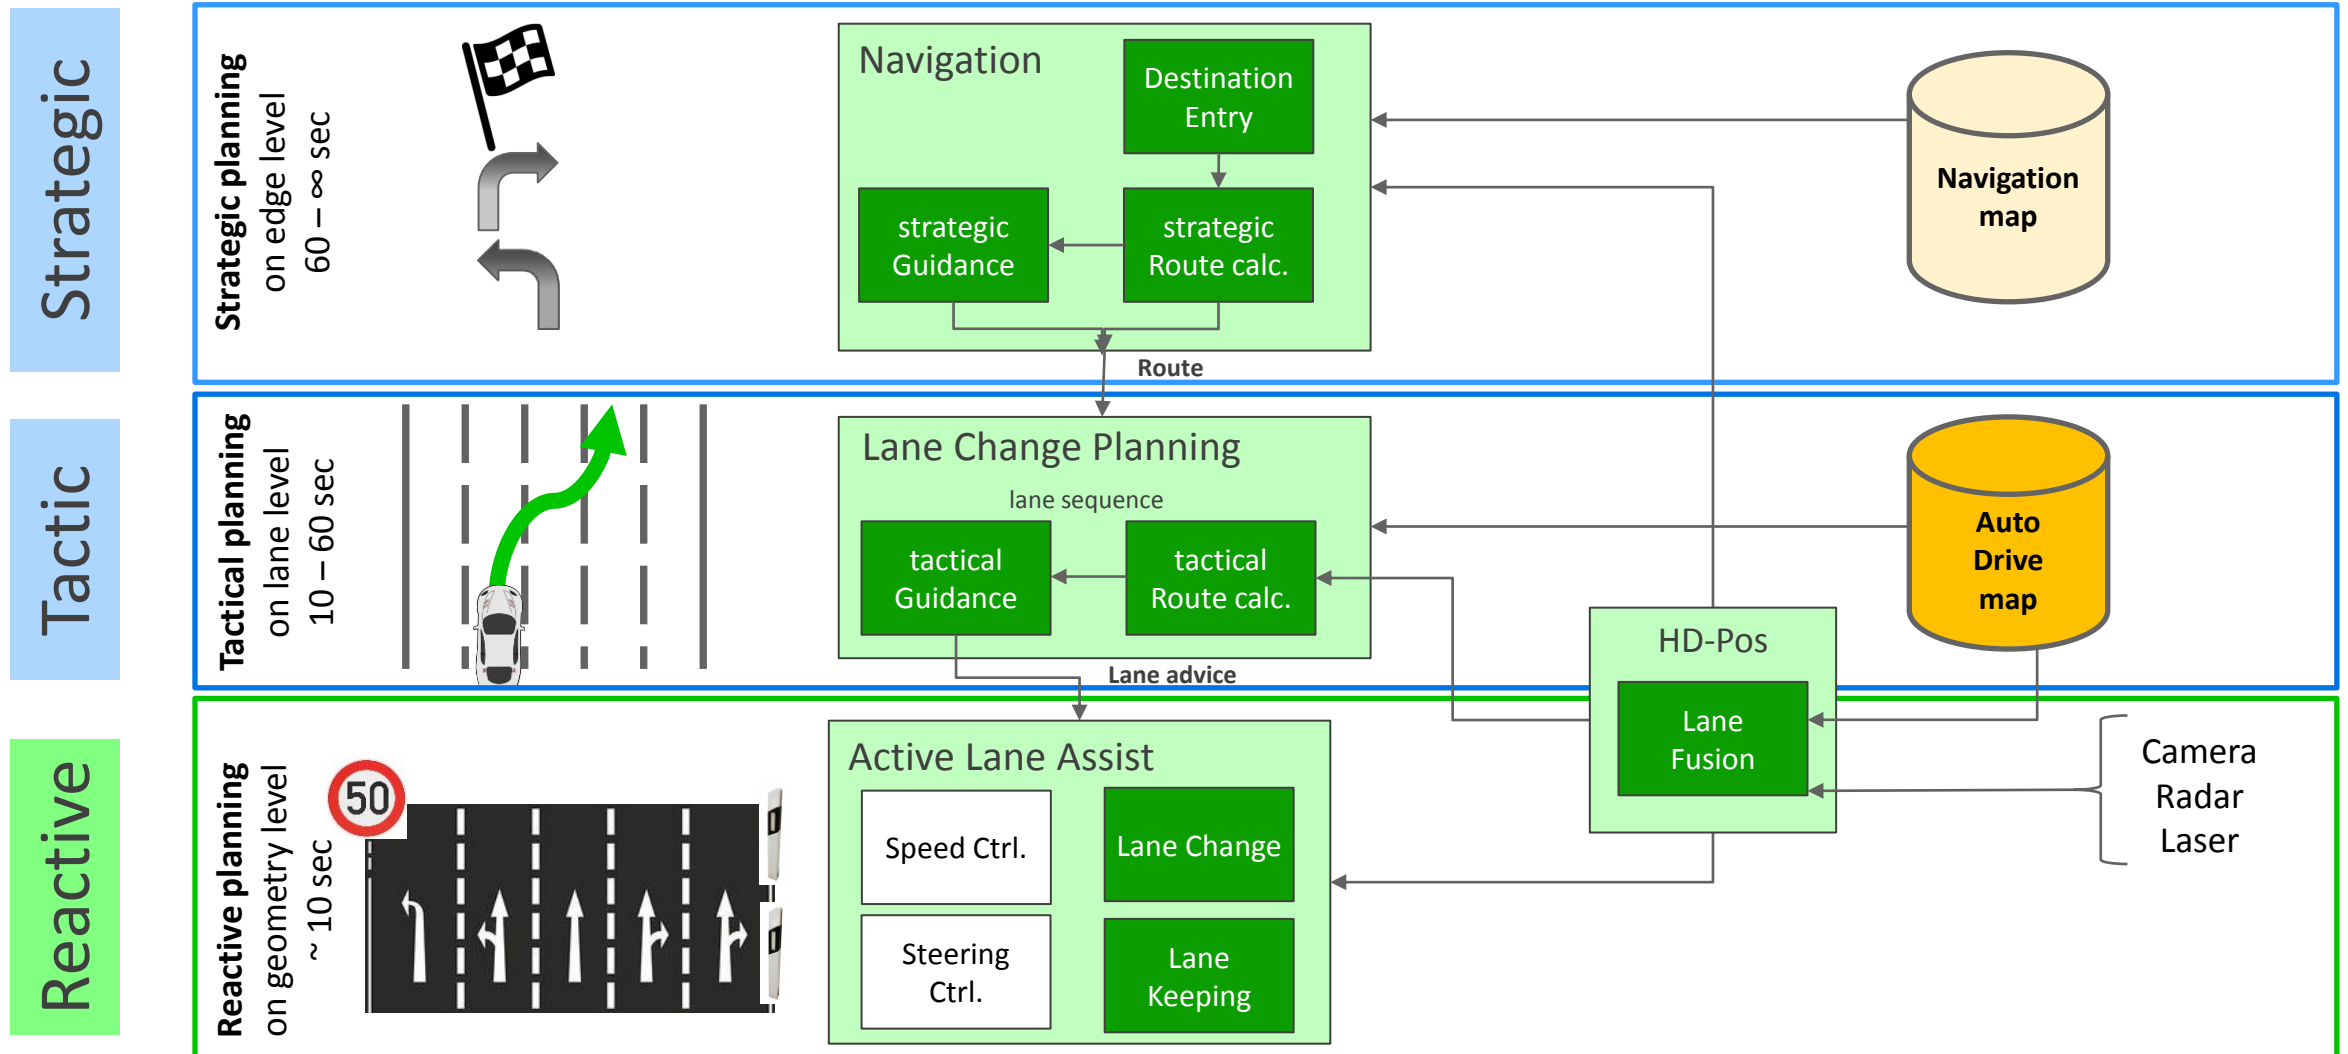 Strategic
Strategic planning
on edge level
60 – ∞ sec
Navigation
Destination
Entry
strategic
Guidance
strategic
Route calc.
Route
Navigation
map
Tactic
Tactical planning
on lane level
10 – 60 sec
Lane Change Planning
lane sequence
tactical
Guidance
tactical
Route calc.
Lane advice
Auto
Drive
map
HD-Pos
Lane
Fusion
Reactive
Reactive planning
on geometry level
~ 10 sec
50
Active Lane Assist
Speed Ctrl.
Lane Change
Steering
Ctrl.
Lane
Keeping
Camera
Radar
Laser